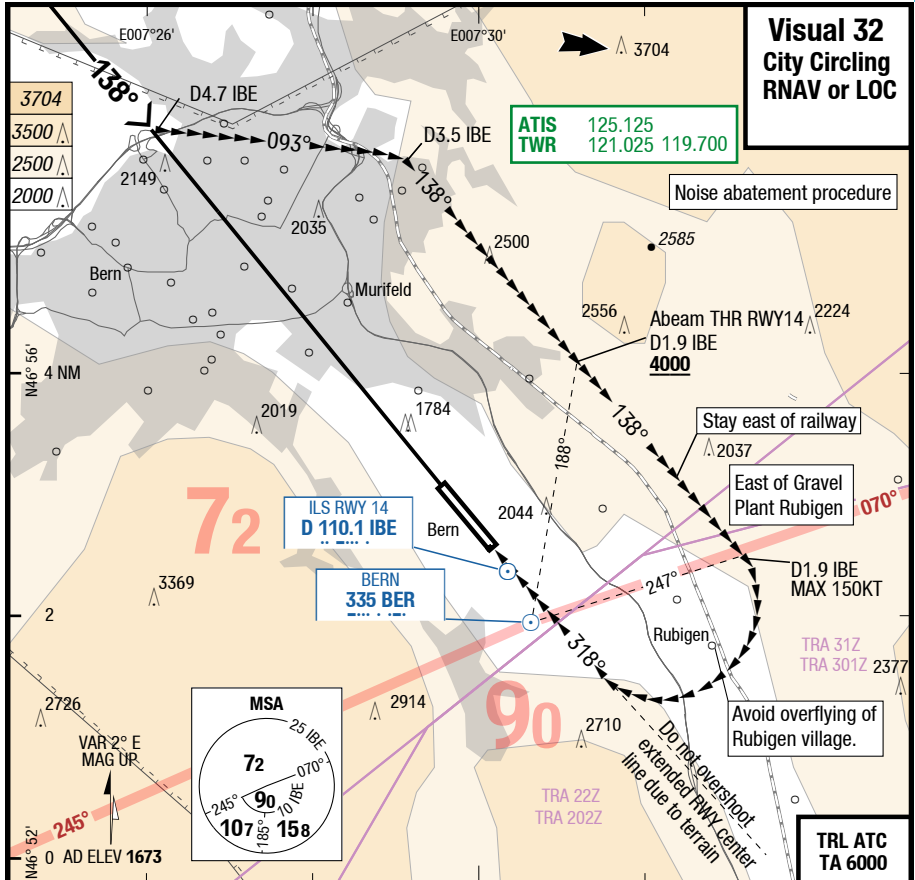 E007°26'
E007°30'
Visual 32
City Circling
RNAV or LOC
3704
138°
D4.7 IBE
3704
3500
2500
2000
ATIS 125.125
TWR 121.025 119.700
093°
D3.5 IBE
2149
138°
Noise abatement procedure
2035
2500
2585
Bern
Murifeld
2556
Abeam THR RWY14
D1.9 IBE
4000
2224
N46° 56'
4 NM
2019
1784
138°
Stay east of railway
188°
2037
East of Gravel
Plant Rubigen
72
ILS RWY 14
D 110.1 IBE
Bern
2044
070°
BERN
335 BER
247°
D1.9 IBE
MAX 150KT
3369
2
318°
Rubigen
TRA 31Z
TRA 301Z
2377
2726
MSA
25 IBE
72
070°
245°
90
10 IBE
185°
107
158
2914
90
2710
Avoid overflying of
Rubigen village.
VAR 2° E
MAG UP
Do not overshoot
extended RWY center
line due to terrain
TRA 22Z
TRA 202Z
245°
N46° 52'
0
AD ELEV 1673
TRL ATC
TA 6000